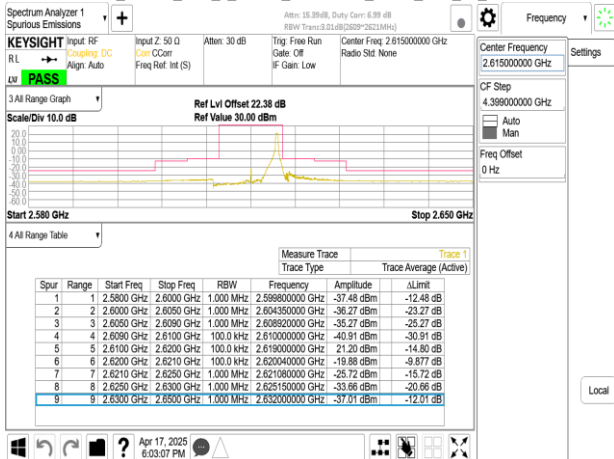 Spectrum Analyzer 1
Spurious Emissions
Attn: 15.39dB, Duty Corr: 6.99 dB
RBW Trans:3.01dB(2609~2621MHz)
Frequency
KEYSIGHT
RL
LXI
PASS
Input: RF
Coupling: DC
Align: Auto
Input Z: 50 Ω
Corr CCorr
Freq Ref: Int (S)
Atten: 30 dB
Trig: Free Run
Gate: Off
IF Gain: Low
Center Freq: 2.615000000 GHz
Radio Std: None
Center Frequency
2.615000000 GHz
Settings
CF Step
4.399000000 GHz
Auto
Man
Freq Offset
0 Hz
3 All Range Graph
Scale/Div 10.0 dB
Ref Lvl Offset 22.38 dB
Ref Value 30.00 dBm
20.0
10.0
0.00
-10.0
-20.0
-30.0
-40.0
-50.0
-60.0
Start 2.580 GHz
Stop 2.650 GHz
4 All Range Table
Measure Trace Trace 1
Trace Type Trace Average (Active)
Spur Range Start Freq Stop Freq RBW Frequency Amplitude ΔLimit
1 1 2.5800 GHz 2.6000 GHz 1.000 MHz 2.599800000 GHz -37.48 dBm -12.48 dB
2 2 2.6000 GHz 2.6050 GHz 1.000 MHz 2.604350000 GHz -36.27 dBm -23.27 dB
3 3 2.6050 GHz 2.6090 GHz 1.000 MHz 2.608920000 GHz -35.27 dBm -25.27 dB
4 4 2.6090 GHz 2.6100 GHz 100.0 kHz 2.610000000 GHz -40.91 dBm -30.91 dB
5 5 2.6100 GHz 2.6200 GHz 100.0 kHz 2.619000000 GHz 21.20 dBm -14.80 dB
6 6 2.6200 GHz 2.6210 GHz 100.0 kHz 2.620040000 GHz -19.88 dBm -9.877 dB
7 7 2.6210 GHz 2.6250 GHz 1.000 MHz 2.621080000 GHz -25.72 dBm -15.72 dB
8 8 2.6250 GHz 2.6300 GHz 1.000 MHz 2.625150000 GHz -33.66 dBm -20.66 dB
9 9 2.6300 GHz 2.6500 GHz 1.000 MHz 2.632000000 GHz -37.01 dBm -12.01 dB
Local
?
Apr 17, 2025
6:03:07 PM